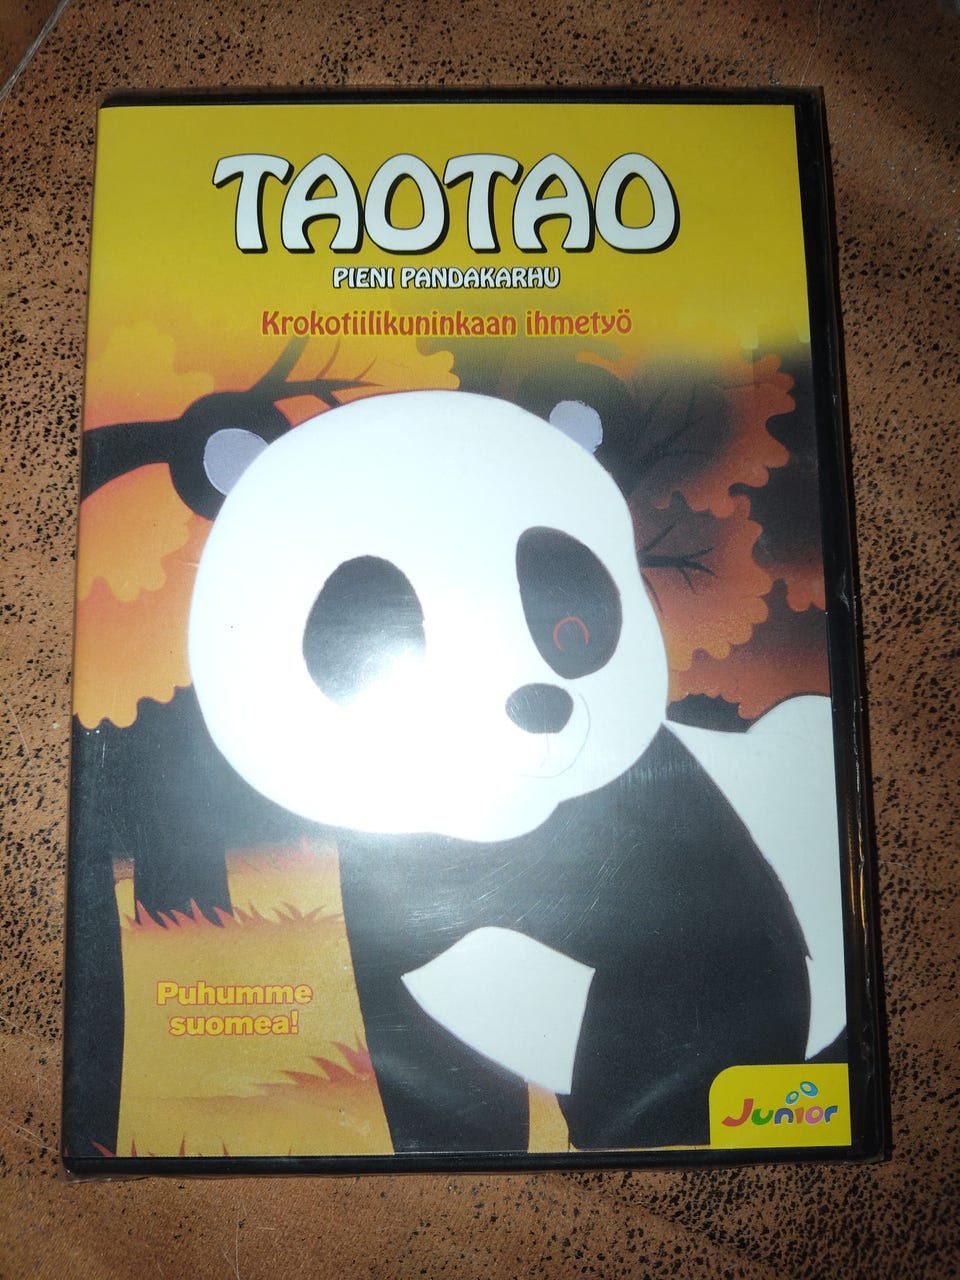 TAOTAO
PIENI PANDAKARHU
Krokotiilikuninkaan ihmetyö
Puhumme
suomea!
Junior